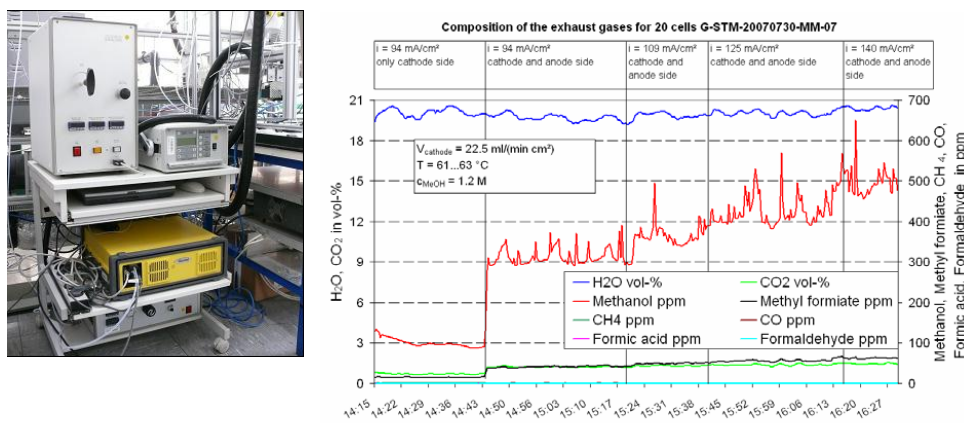 Composition of the exhaust gases for 20 cells G-STM-20070730-MM-07
i = 94 mA/cm²
only cathode side
i = 94 mA/cm²
cathode and anode side
i = 109 mA/cm²
cathode and
anode side
i = 125 mA/cm²
cathode and anode side
i = 140 mA/cm²
cathode and anode
side
H₂O, CO₂ in vol-%
21
18
15
12
9
6
3
0
V cathode = 22.5 ml/(min cm²)
T = 61...63 °C
c MeOH = 1.2 M
H2O vol-%
CO2 vol-%
Methanol ppm
Methyl formiate ppm
CH4 ppm
CO ppm
Formic acid ppm
Formaldehyde ppm
700
600
500
400
300
200
100
0
Methanol, Methyl formiate, CH₄, CO,
Formic acid, Formaldehyde in ppm
14:15
14:22
14:29
14:36
14:43
14:50
14:56
15:03
15:10
15:17
15:24
15:31
15:38
15:45
15:52
15:59
16:06
16:13
16:20
16:27